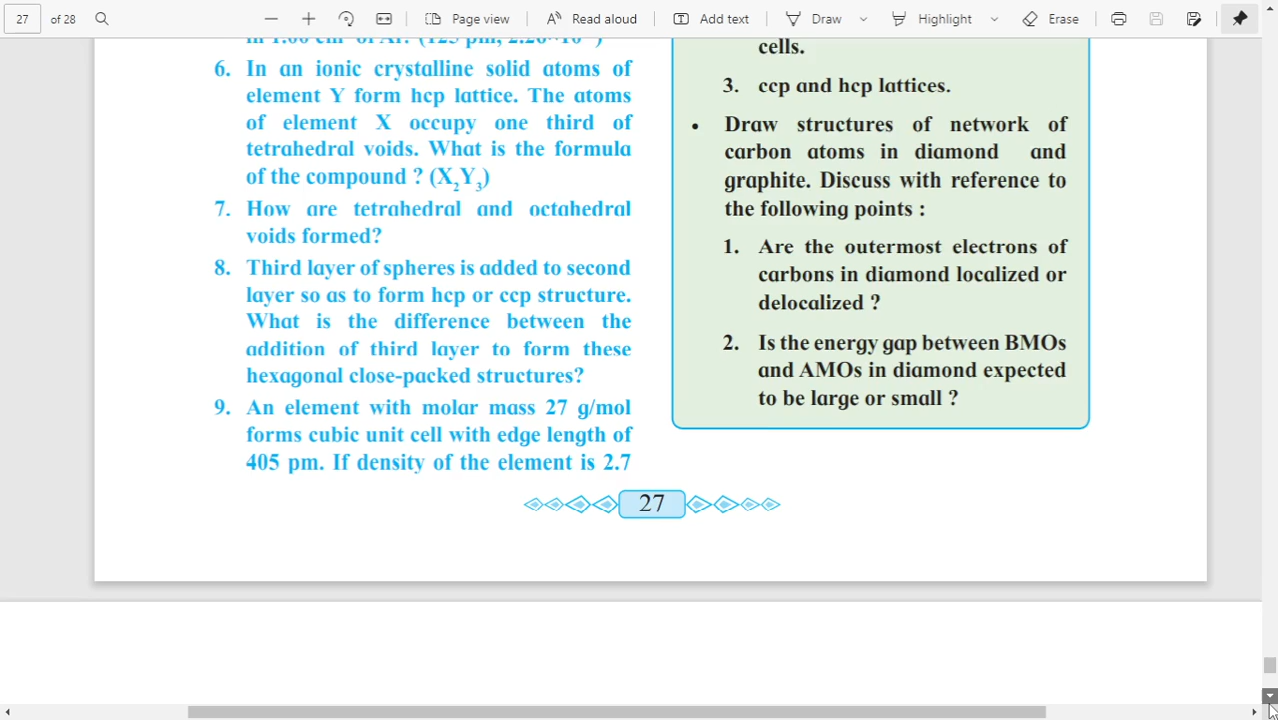 27 of 28 Page view Read aloud Add text Draw Highlight Erase
6. In an ionic crystalline solid atoms of
element Y form hcp lattice. The atoms
of element X occupy one third of
tetrahedral voids. What is the formula
of the compound ? (X₂Y₃)
7. How are tetrahedral and octahedral
voids formed?
8. Third layer of spheres is added to second
layer so as to form hcp or ccp structure.
What is the difference between the
addition of third layer to form these
hexagonal close-packed structures?
9. An element with molar mass 27 g/mol
forms cubic unit cell with edge length of
405 pm. If density of the element is 2.7
cells.
3. ccp and hcp lattices.
• Draw structures of network of
carbon atoms in diamond and
graphite. Discuss with reference to
the following points :
1. Are the outermost electrons of
carbons in diamond localized or
delocalized ?
2. Is the energy gap between BMOs
and AMOs in diamond expected
to be large or small ?
27